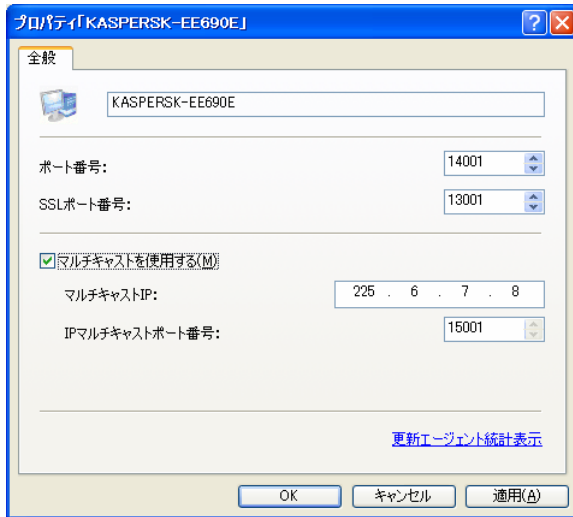 プロパティ「KASPERSK-EE690E」
全般
KASPERSK-EE690E
ポート番号: 14001
SSLポート番号: 13001
マルチキャストを使用する(M)
マルチキャストIP: 225 . 6 . 7 . 8
IPマルチキャストポート番号: 15001
更新エージェント統計表示
OK キャンセル 適用(A)